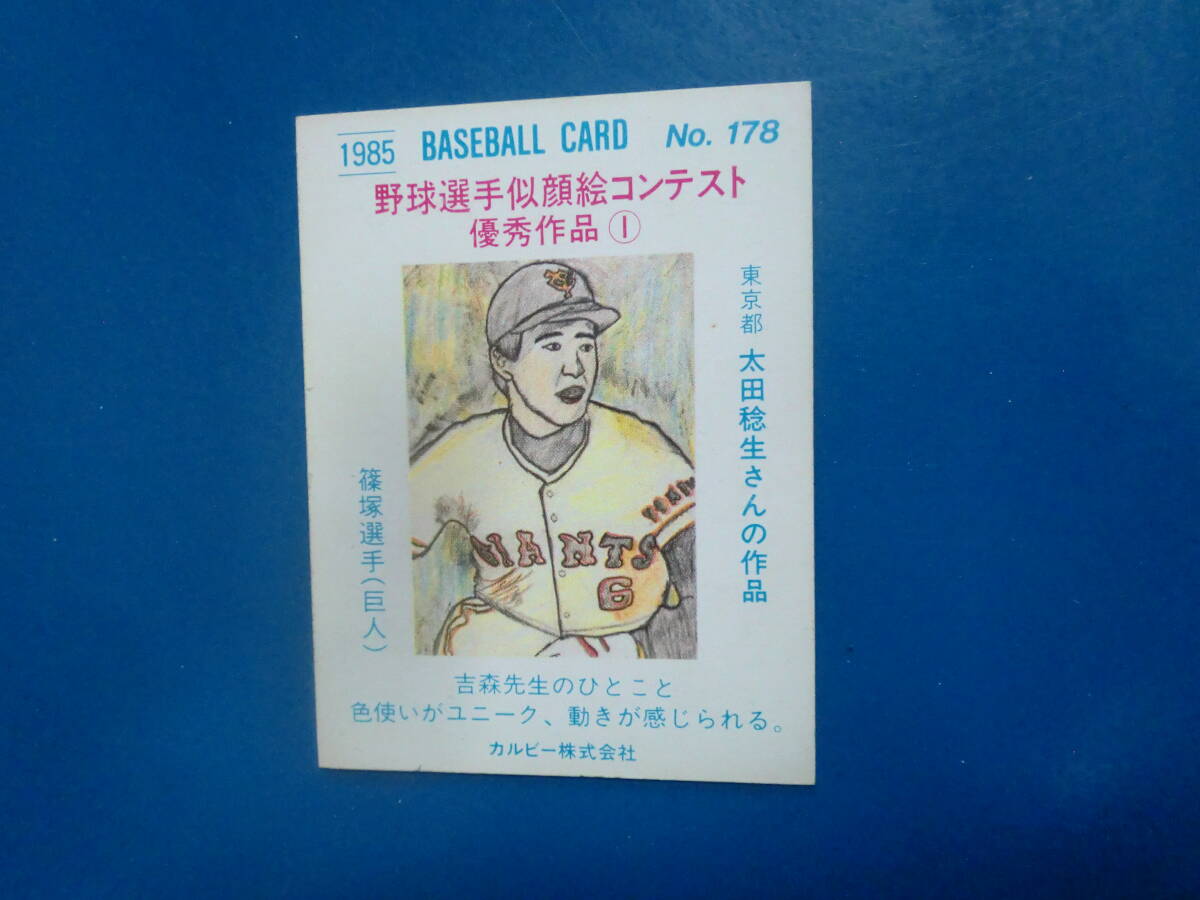 1985 BASEBALL CARD No. 178
野球選手似顔絵コンテスト
優秀作品①
東京都 太田稔生さんの作品
篠塚選手(巨人)
GIANTS
6
吉森先生のひとこと
色使いがユニーク、動きが感じられる。
カルビー株式会社